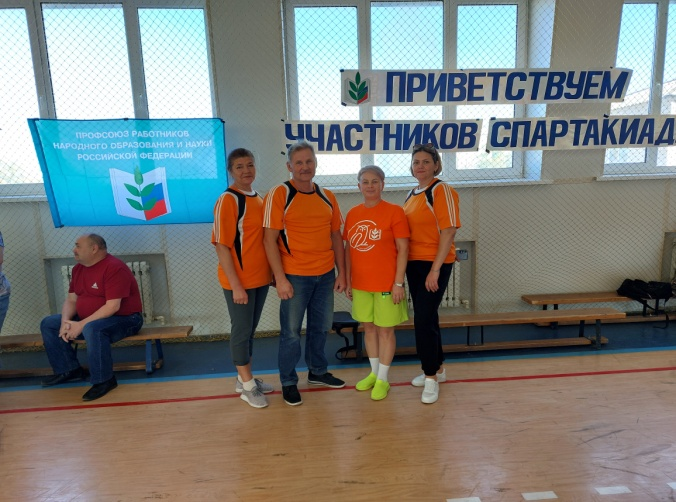 ПРОФСОЮЗ РАБОТНИКОВ
НАРОДНОГО ОБРАЗОВАНИЯ И НАУКИ
РОССИЙСКОЙ ФЕДЕРАЦИИ
ПРИВЕТСТВУЕМ
УЧАСТНИКОВ СПАРТАКИАД